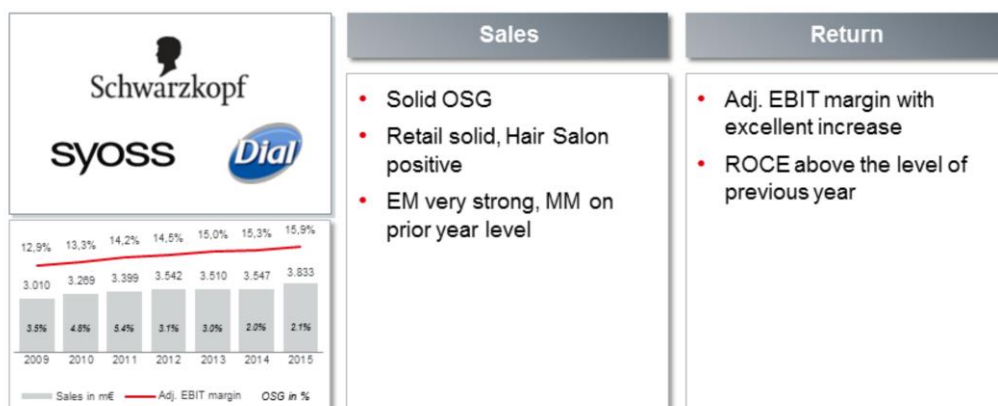 Schwarzkopf
syoss
Dial
12,9% 13,3% 14,2% 14,5% 15,0% 15,3% 15,9%
3.010 3.269 3.399 3.542 3.510 3.547 3.833
3.5% 4.8% 5.4% 3.1% 3.0% 2.0% 2.1%
2009 2010 2011 2012 2013 2014 2015
Sales in m€ Adj. EBIT margin OSG in %
Sales
• Solid OSG
• Retail solid, Hair Salon
positive
• EM very strong, MM on
prior year level
Return
• Adj. EBIT margin with
excellent increase
• ROCE above the level of
previous year